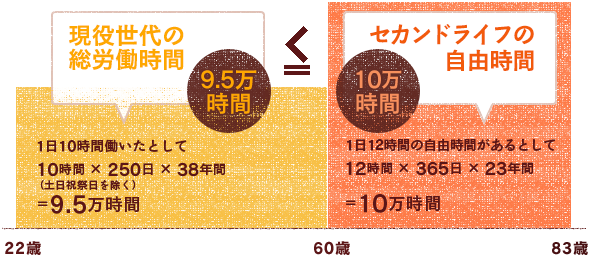 現役世代の
総労働時間
9.5万
時間
≦
セカンドライフの
自由時間
10万
時間
1日10時間働いたとして
10時間 × 250日 × 38年間
（土日祝祭日を除く）
=9.5万時間
1日12時間の自由時間があるとして
12時間 × 365日 × 23年間
=10万時間
22歳
60歳
83歳